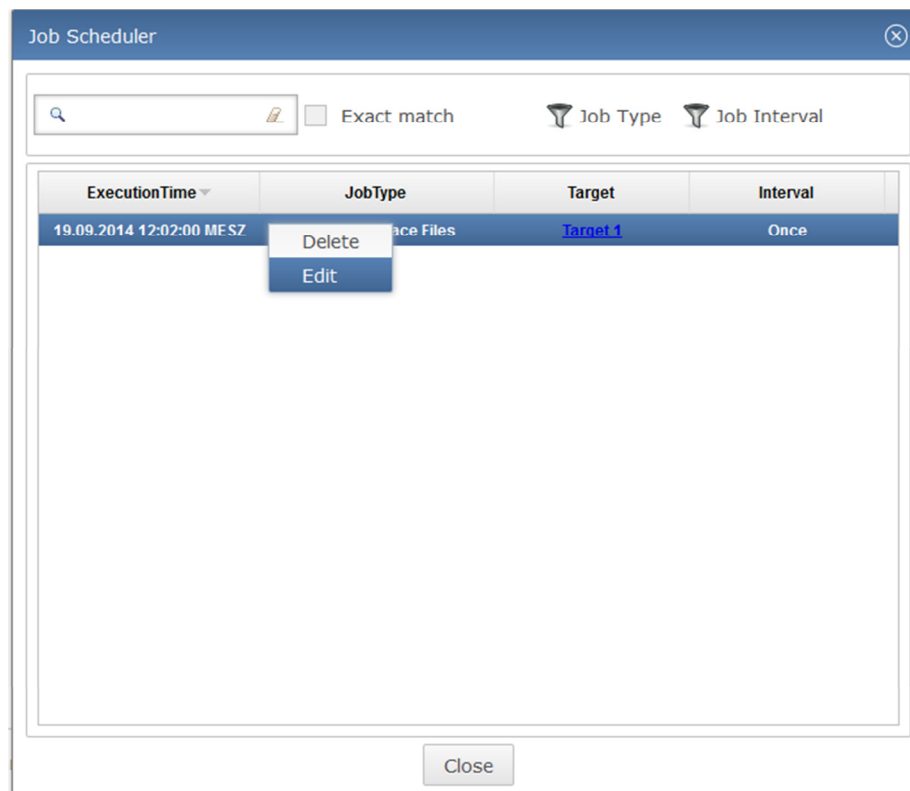 Job Scheduler
Exact match Job Type Job Interval
ExecutionTime JobType Target Interval
19.09.2014 12:02:00 MESZ Files Target 1 Once
Delete
Edit
Close